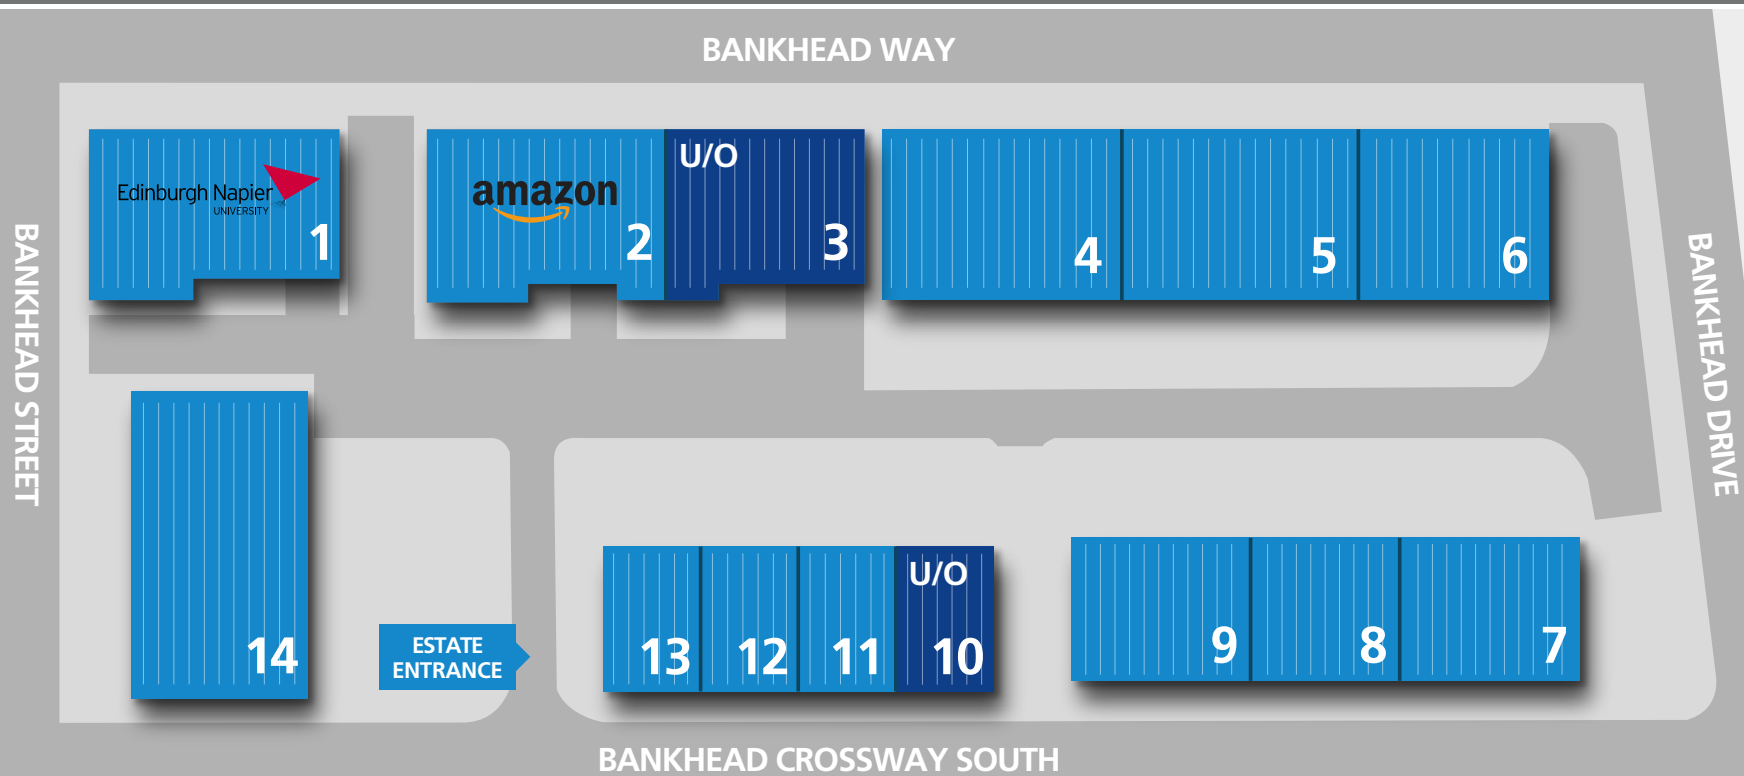 BANKHEAD WAY
Edinburgh Napier
UNIVERSITY
1
amazon
2
U/O
3
4
5
6
BANKHEAD STREET
BANKHEAD DRIVE
14
ESTATE
ENTRANCE
13
12
11
U/O
10
9
8
7
BANKHEAD CROSSWAY SOUTH